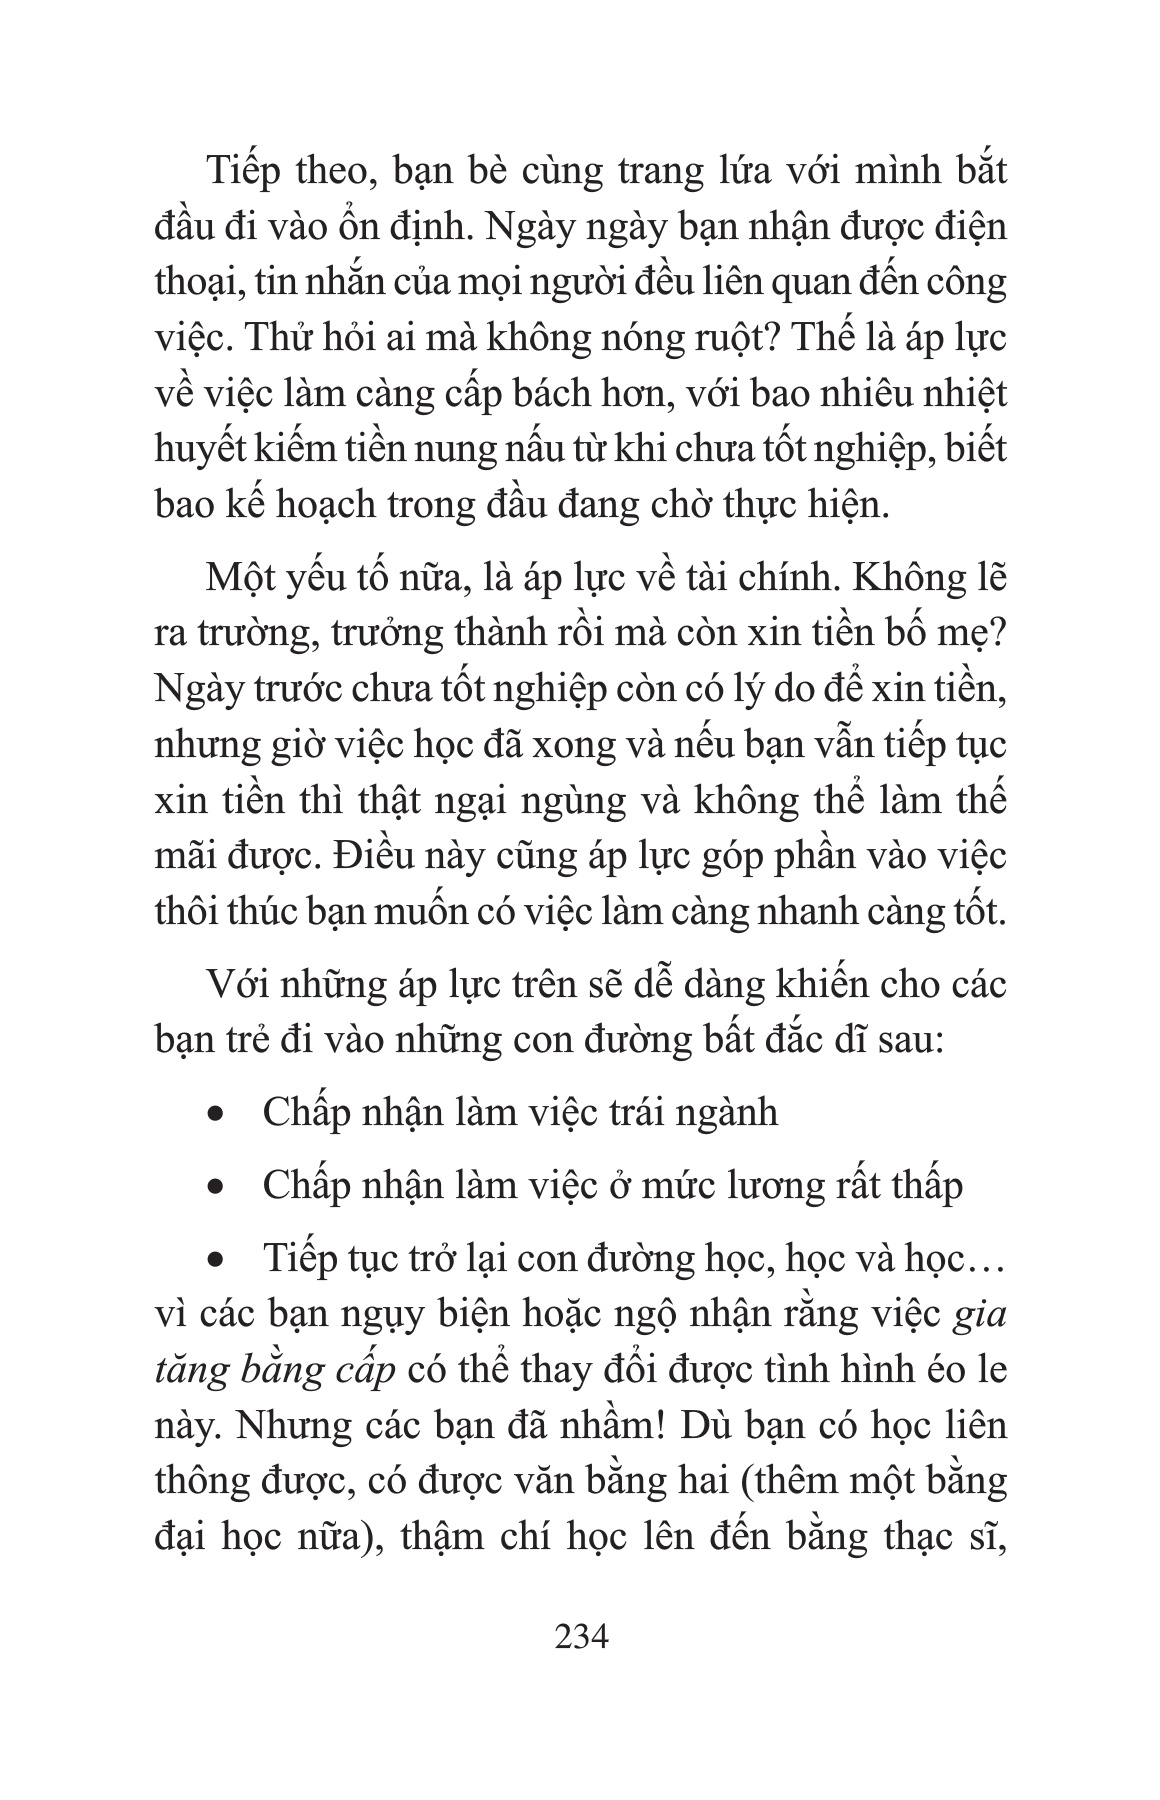 Tiếp theo, bạn bè cùng trang lứa với mình bắt
đầu đi vào ổn định. Ngày ngày bạn nhận được điện
thoại, tin nhắn của mọi người đều liên quan đến công
việc. Thử hỏi ai mà không nóng ruột? Thế là áp lực
về việc làm càng cấp bách hơn, với bao nhiêu nhiệt
huyết kiếm tiền nung nấu từ khi chưa tốt nghiệp, biết
bao kế hoạch trong đầu đang chờ thực hiện.
Một yếu tố nữa, là áp lực về tài chính. Không lẽ
ra trường, trưởng thành rồi mà còn xin tiền bố mẹ?
Ngày trước chưa tốt nghiệp còn có lý do để xin tiền,
nhưng giờ việc học đã xong và nếu bạn vẫn tiếp tục
xin tiền thì thật ngại ngùng và không thể làm thế
mãi được. Điều này cũng áp lực góp phần vào việc
thôi thúc bạn muốn có việc làm càng nhanh càng tốt.
Với những áp lực trên sẽ dễ dàng khiến cho các
bạn trẻ đi vào những con đường bất đắc dĩ sau:
• Chấp nhận làm việc trái ngành
• Chấp nhận làm việc ở mức lương rất thấp
• Tiếp tục trở lại con đường học, học và học…
vì các bạn ngụy biện hoặc ngộ nhận rằng việc gia
tăng bằng cấp có thể thay đổi được tình hình éo le
này. Nhưng các bạn đã nhầm! Dù bạn có học liên
thông được, có được văn bằng hai (thêm một bằng
đại học nữa), thậm chí học lên đến bằng thạc sĩ,
234